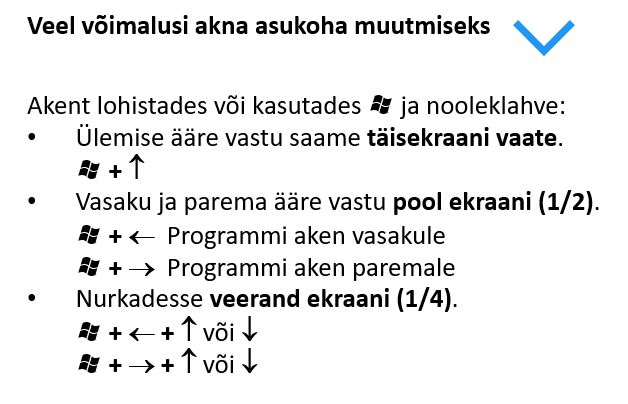 Veel võimalusi akna asukoha muutmiseks
Akent lohistades või kasutades ja nooleklahve:
• Ülemise ääre vastu saame täisekraani vaate.
+ ↑
• Vasaku ja parema ääre vastu pool ekraani (1/2).
+ ← Programmi aken vasakule
+ → Programmi aken paremale
• Nurkadesse veerand ekraani (1/4).
+ ← + ↑ või ↓
+ → + ↑ või ↓